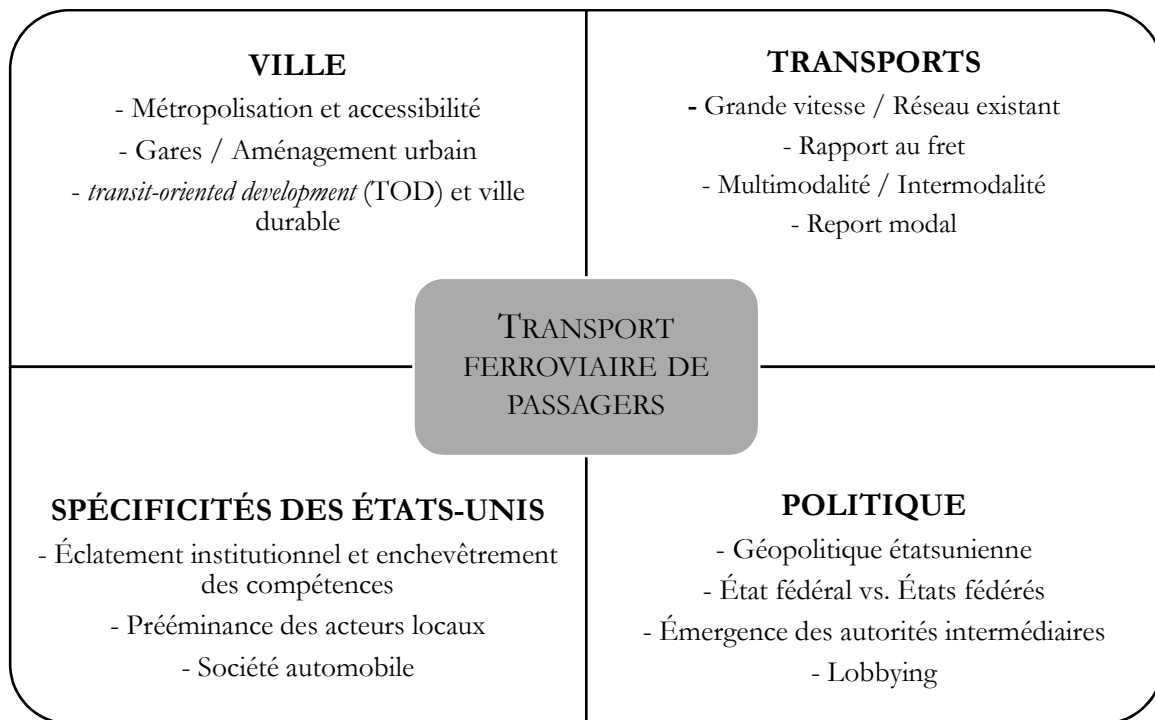 VILLE
- Métropolisation et accessibilité
- Gares / Aménagement urbain
- transit-oriented development (TOD) et ville
durable
TRANSPORTS
- Grande vitesse / Réseau existant
- Rapport au fret
- Multimodalité / Intermodalité
- Report modal
TRANSPORT
FERROVIAIRE DE
PASSAGERS
SPÉCIFICITÉS DES ÉTATS-UNIS
- Éclatement institutionnel et enchevêtrement
des compétences
- Prééminance des acteurs locaux
- Société automobile
POLITIQUE
- Géopolitique étatsunienne
- État fédéral vs. États fédérés
- Émergence des autorités intermédiaires
- Lobbying